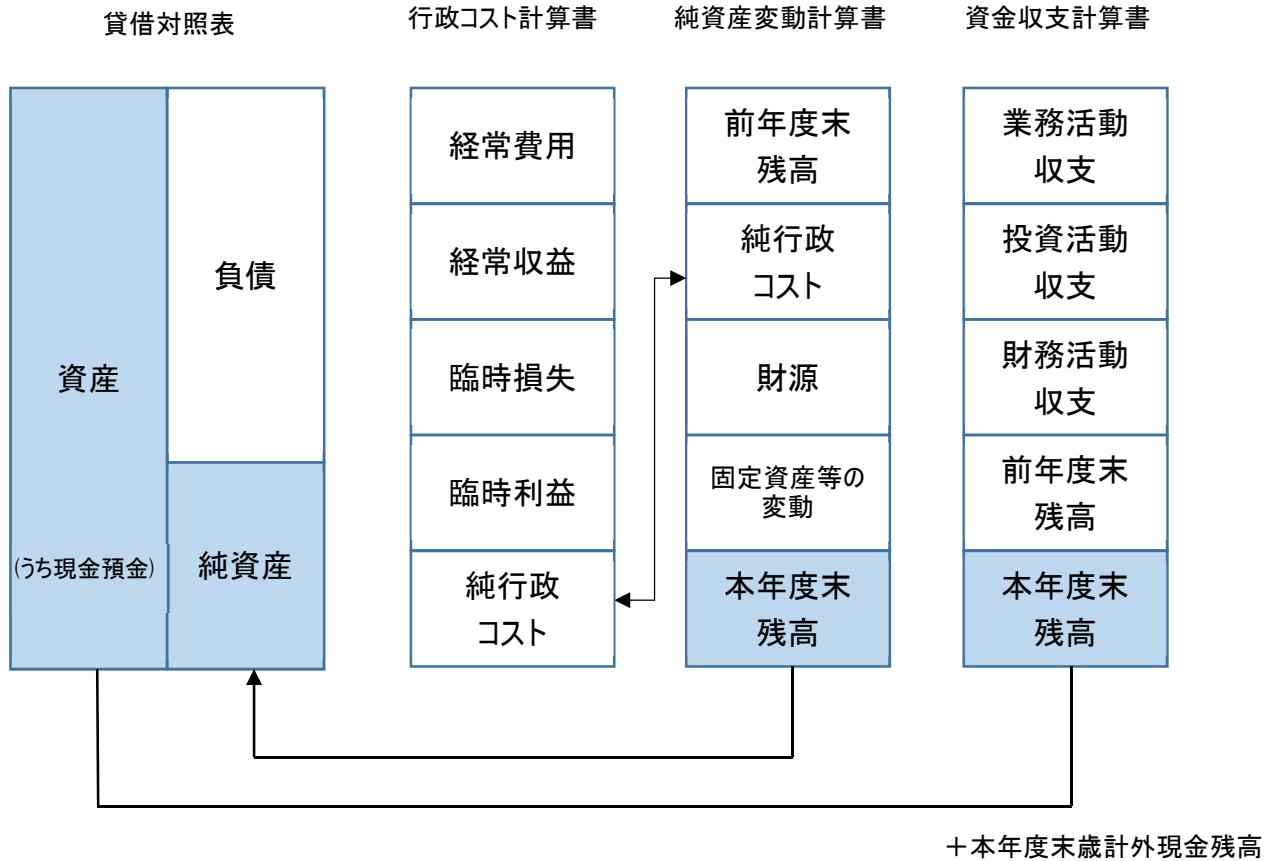 貸借対照表
行政コスト計算書
純資産変動計算書
資金収支計算書
資産
(うち現金預金)
負債
純資産
経常費用
経常収益
臨時損失
臨時利益
純行政
コスト
前年度末
残高
純行政
コスト
財源
固定資産等の
変動
本年度末
残高
業務活動
収支
投資活動
収支
財務活動
収支
前年度末
残高
本年度末
残高
＋本年度末歳計外現金残高